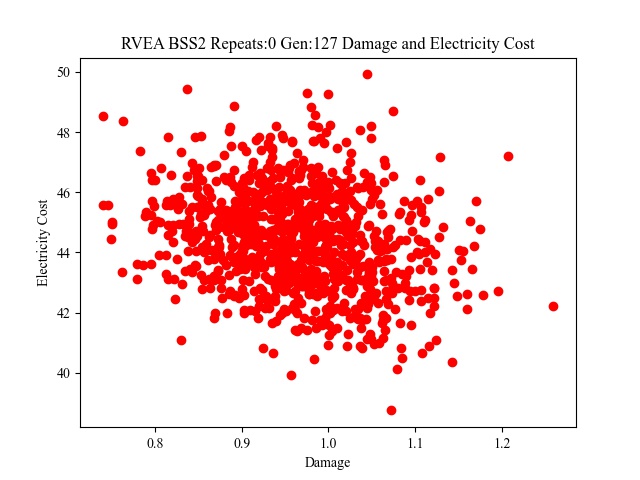 RVEA BSS2 Repeats:0 Gen:127 Damage and Electricity Cost
50
48
46
44
42
40
Electricity Cost
0.8 0.9 1.0 1.1 1.2
Damage